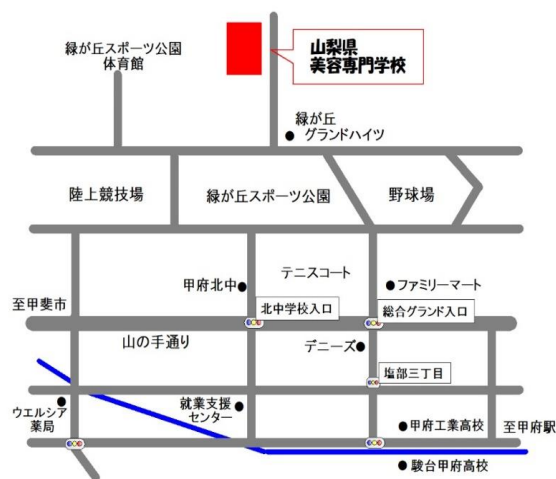 緑が丘スポーツ公園
体育館
山梨県
美容専門学校
緑が丘
グランドハイツ
陸上競技場
緑が丘スポーツ公園
野球場
テニスコート
甲府北中
ファミリーマート
至甲斐市
北中学校入口
総合グランド入口
山の手通り
デニーズ
塩部三丁目
ウエルシア
薬局
就業支援
センター
甲府工業高校
至甲府駅
駿台甲府高校